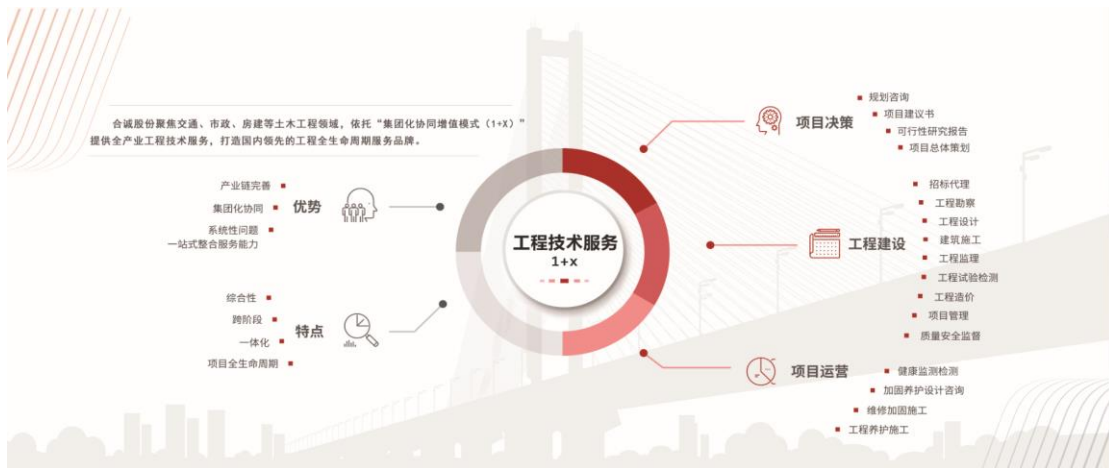 合诚股份聚焦交通、市政、房建等土木工程领域，依托“集团化协同增值模式（1+X）”
提供全产业工程技术服务，打造国内领先的工程全生命周期服务品牌。
优势
产业链完善
集团化协同
系统性问题
一站式整合服务能力
特点
综合性
跨阶段
一体化
项目全生命周期
工程技术服务
1+x
项目决策
规划咨询
项目建议书
可行性研究报告
项目总体策划
工程建设
招标代理
工程勘察
工程设计
建筑施工
工程监理
工程试验检测
工程造价
项目管理
质量安全监督
项目运营
健康监测检测
加固养护设计咨询
维修加固施工
工程养护施工